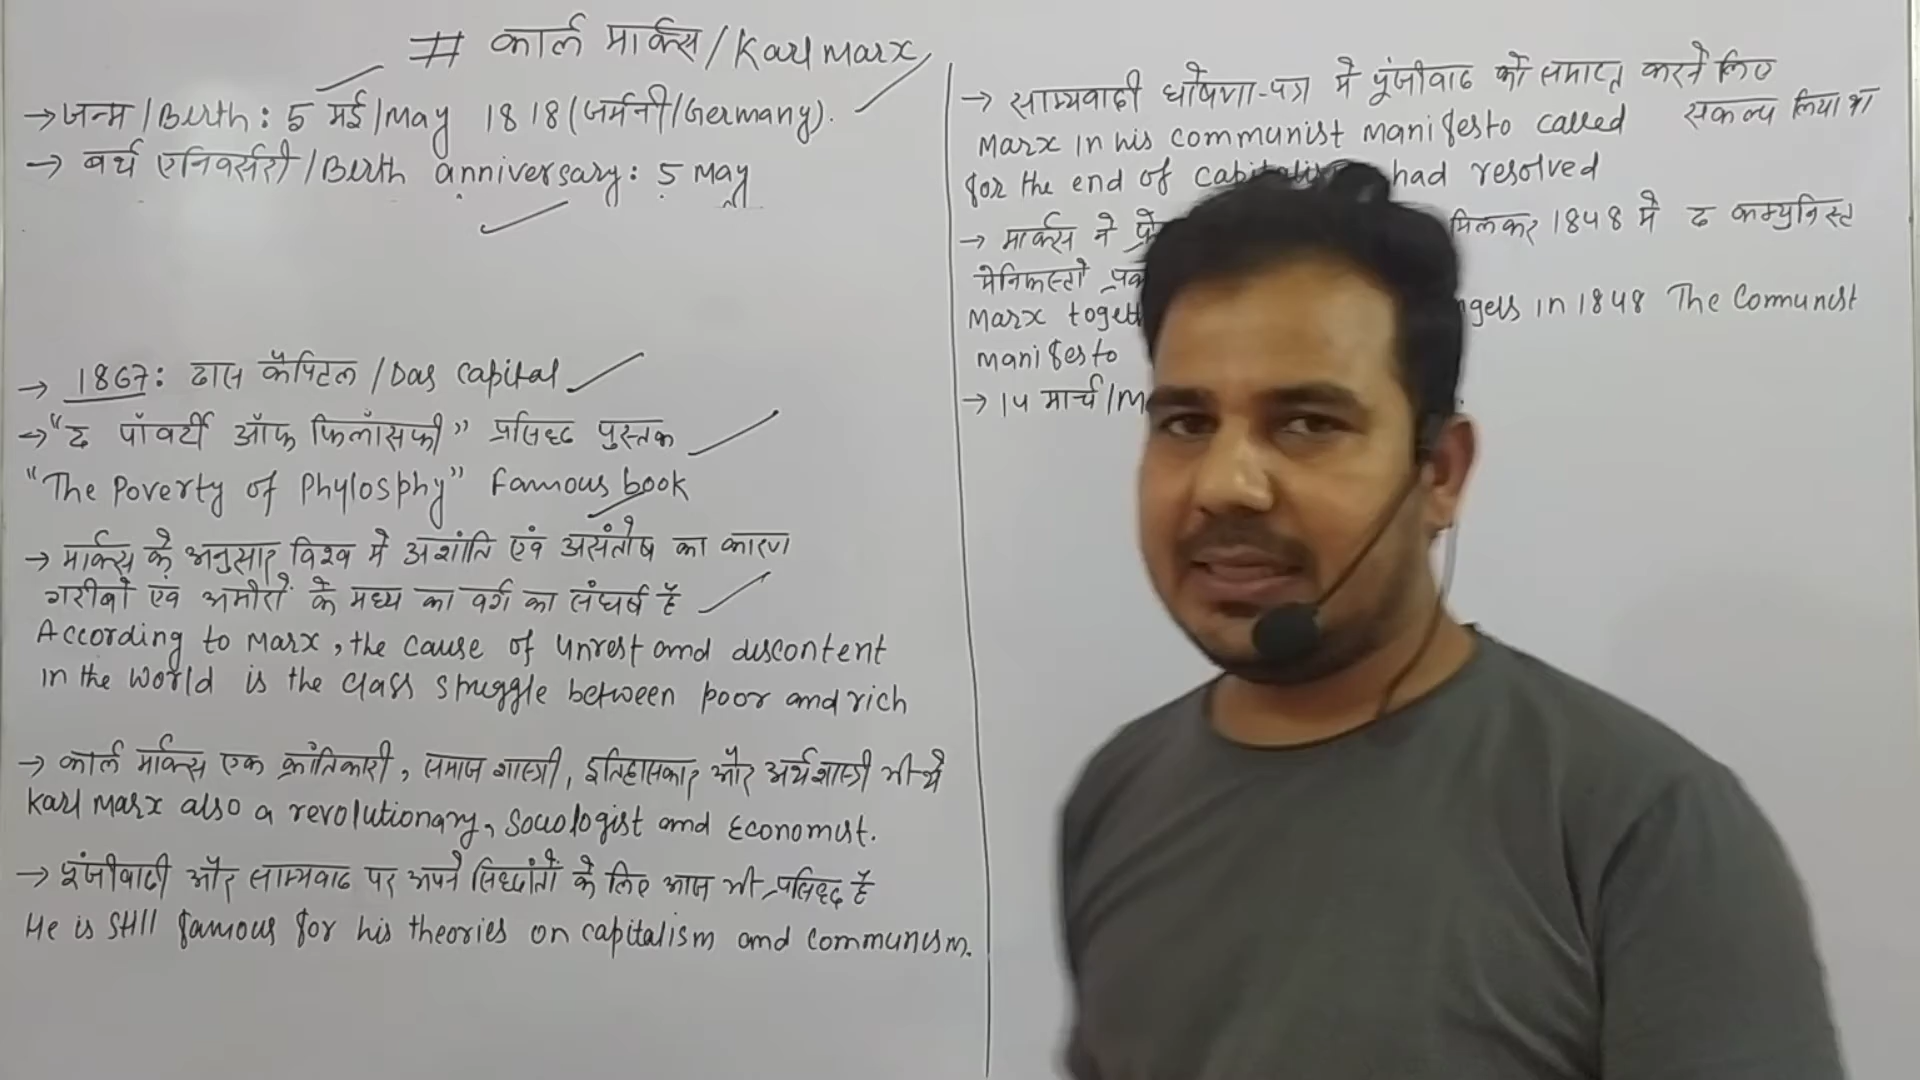 # कार्ल मार्क्स/Karl Marx
→ जन्म/Birth: 5 मई/May 1818 (जर्मनी/Germany).
→ बर्थ एनिवर्सरी/Birth anniversary: 5 May
→ 1867: दास कैपिटल/Das Capital
→ "द पॉवर्टी ऑफ फिलॉसफी" प्रसिध्द पुस्तक
"The Poverty of Phylosphy" Famous book
→ मार्क्स के अनुसार विश्व में अशांति एवं असंतोष का कारण
गरीबों एवं अमीरों के मध्य का वर्ग का संघर्ष है
According to Marx, the cause of unrest and discontent
in the World is the class struggle between poor and rich
→ कार्ल मार्क्स एक क्रांतिकारी, समाज शास्त्री, इतिहासकार और अर्थशास्त्री भी थे
Karl Marx also a revolutionary, Sociologist and Economist.
→ पूंजीवादी और साम्यवाद पर अपने सिध्दांतों के लिए आज भी प्रसिध्द है
He is Still famous for his theories on capitalism and communism.
→ साम्यवादी घोषणा-पत्र में पूंजीवाद को समाप्त करने लिए
संकल्प लिया था
Marx in his communist manifesto called
for the end of had resolved
→ मार्क्स ने मिलकर 1848 में द कम्युनिस्ट
मेनिफस्तो
Marx in 1848 The Communist
manifesto
→ 14 मार्च/